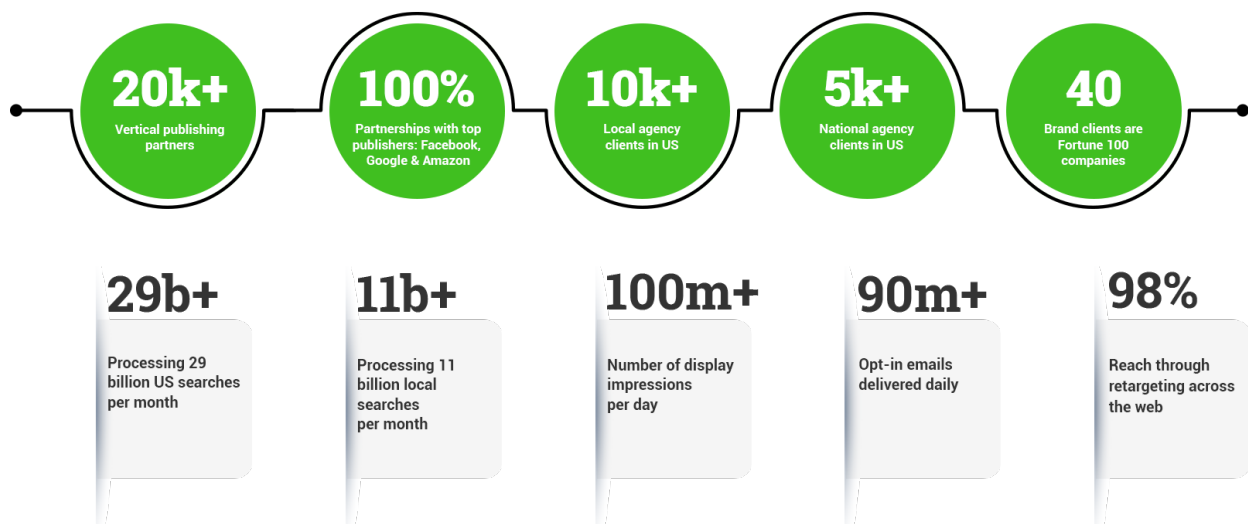 20k+
Vertical publishing
partners
100%
Partnerships with top
publishers: Facebook,
Google & Amazon
10k+
Local agency
clients in US
5k+
National agency
clients in US
40
Brand clients are
Fortune 100
companies
29b+
Processing 29
billion US searches
per month
11b+
Processing 11
billion local
searches
per month
100m+
Number of display
impressions
per day
90m+
Opt-in emails
delivered daily
98%
Reach through
retargeting across
the web